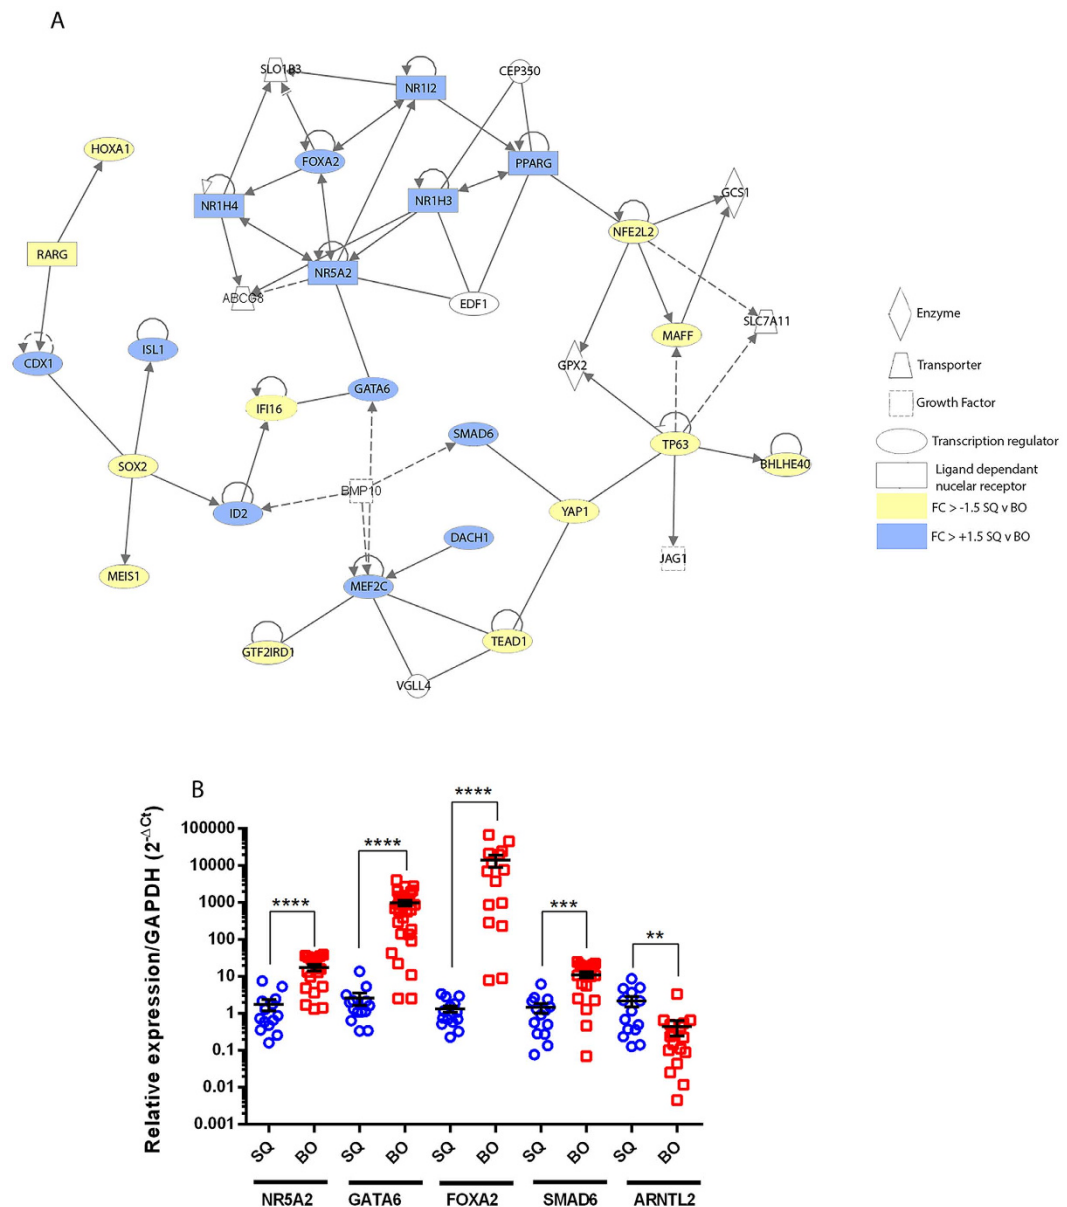 A
SLO1B3
NR1I2
CEP350
HOXA1
FOXA2
PPARG
NR1H4
NR1H3
GCS1
NFE2L2
RARG
NR5A2
ABCG8
EDF1
SLC7A11
MAFF
ISL1
CDX1
GPX2
GATA6
IFI16
SMAD6
TP63
SOX2
BHLHE40
BMP10
ID2
YAP1
DACH1
JAG1
MEIS1
MEF2C
GTF2IRD1
TEAD1
VGLL4
Enzyme
Transporter
Growth Factor
Transcription regulator
Ligand dependant
nucelar receptor
FC > -1.5 SQ v BO
FC > +1.5 SQ v BO
B
Relative expression/GAPDH (2^-ΔCt)
100000
10000
1000
100
10
1
0.1
0.01
0.001
****
****
****
***
**
SQ BO SQ BO SQ BO SQ BO SQ BO
NR5A2 GATA6 FOXA2 SMAD6 ARNTL2